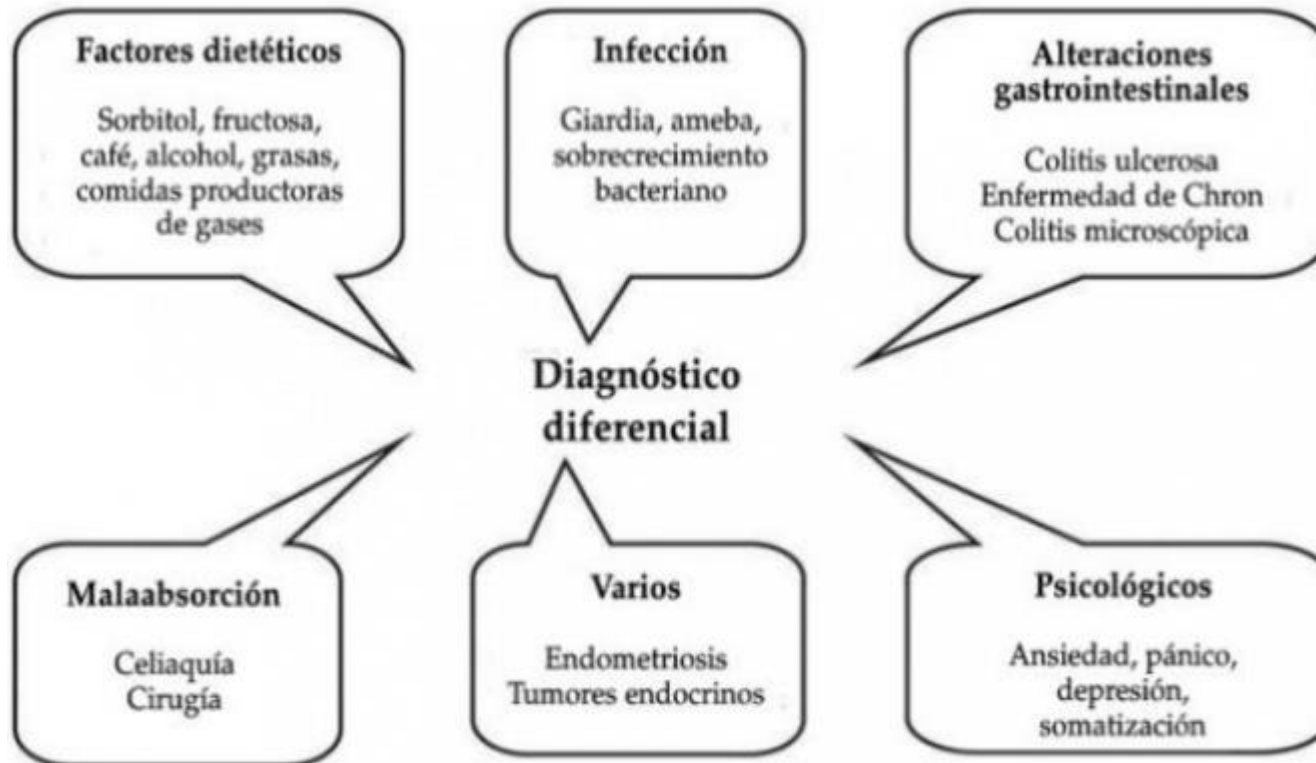 Factores dietéticos
Sorbitol, fructosa,
café, alcohol, grasas,
comidas productoras
de gases
Infección
Giardia, ameba,
sobrecrecimiento
bacteriano
Alteraciones
gastrointestinales
Colitis ulcerosa
Enfermedad de Chron
Colitis microscópica
Diagnóstico
diferencial
Malaabsorción
Celiaquía
Cirugía
Varios
Endometriosis
Tumores endocrinos
Psicológicos
Ansiedad, pánico,
depresión,
somatización